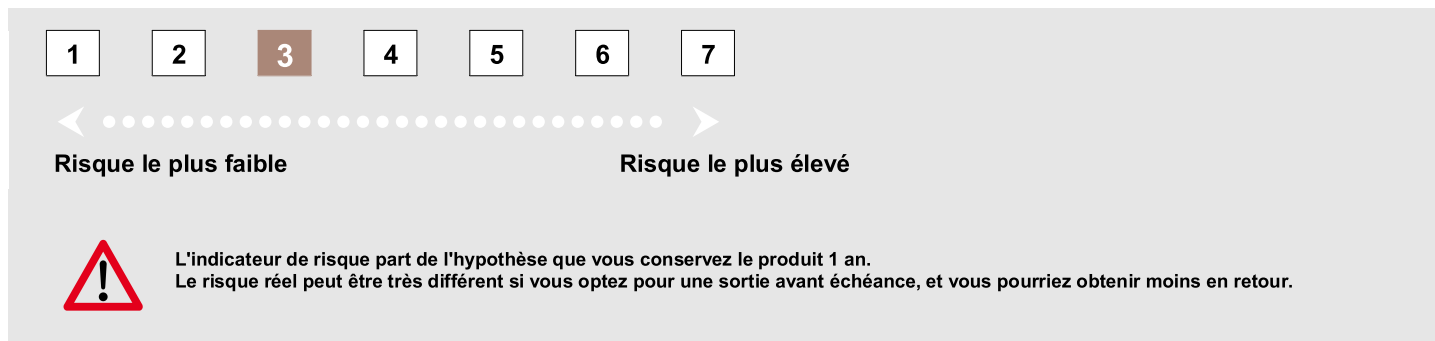 1 2 3 4 5 6 7
Risque le plus faible Risque le plus élevé
L'indicateur de risque part de l'hypothèse que vous conservez le produit 1 an.
Le risque réel peut être très différent si vous optez pour une sortie avant échéance, et vous pourriez obtenir moins en retour.